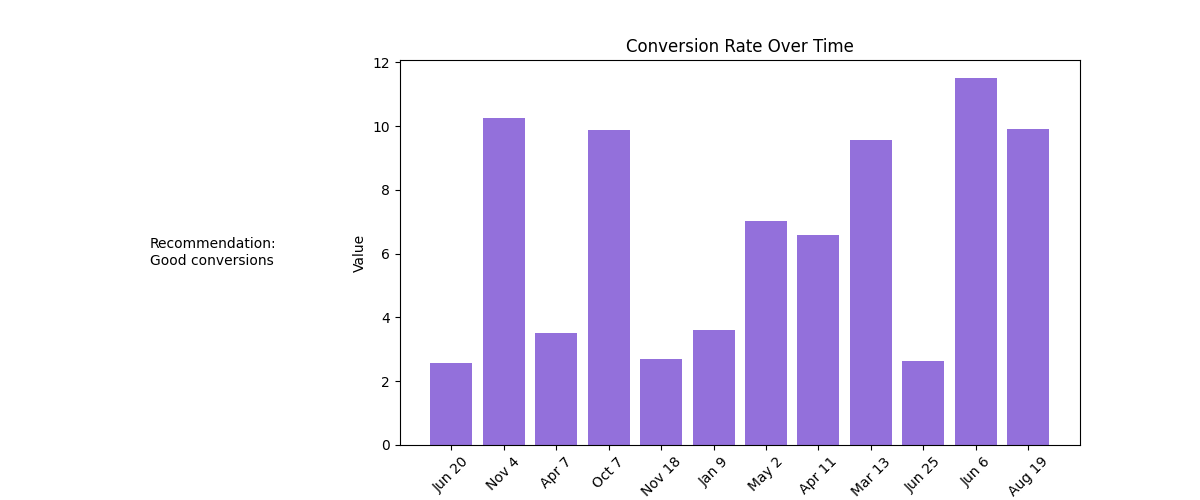 Conversion Rate Over Time
12
10
8
6
4
2
0
Value
Recommendation:
Good conversions
Jun 20
Nov 4
Apr 7
Oct 7
Nov 18
Jan 9
May 2
Apr 11
Mar 13
Jun 25
Jun 6
Aug 19